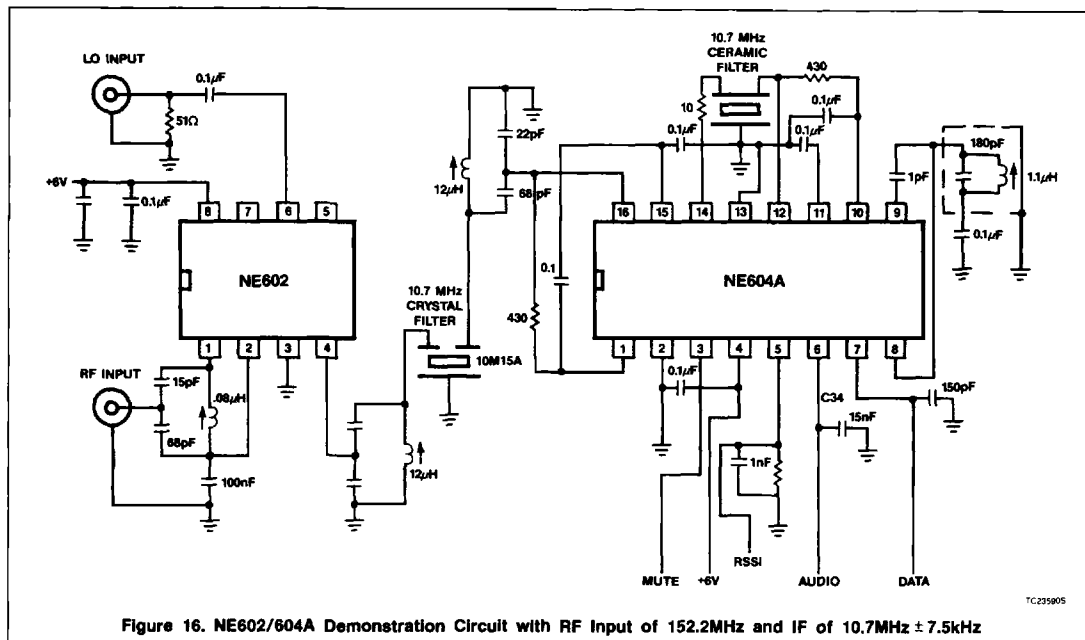 LO INPUT
0.1µF
51Ω
+6V
0.1µF
8 7 6 5
NE602
1 2 3 4
RF INPUT
15pF
.08µH
68pF
100nF
12µH
10.7 MHz
CRYSTAL
FILTER
10M15A
12µH
22pF
68pF
0.1
430
10.7 MHz
CERAMIC
FILTER
10
430
0.1µF
0.1µF
0.1µF
1pF
180pF
1.1µH
0.1µF
16 15 14 13 12 11 10 9
NE604A
1 2 3 4 5 6 7 8
0.1µF
1nF
C34
15nF
150pF
MUTE
+6V
RSSI
AUDIO
DATA
TC23590S
Figure 16. NE602/604A Demonstration Circuit with RF Input of 152.2MHz and IF of 10.7MHz ± 7.5kHz